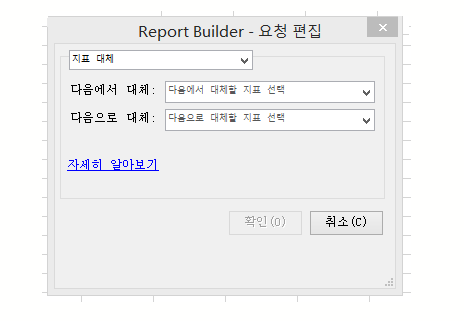 Report Builder - 요청 편집
지표 대체
다음에서 대체: 다음에서 대체할 지표 선택
다음으로 대체: 다음으로 대체할 지표 선택
자세히 알아보기
확인(O) 취소(C)